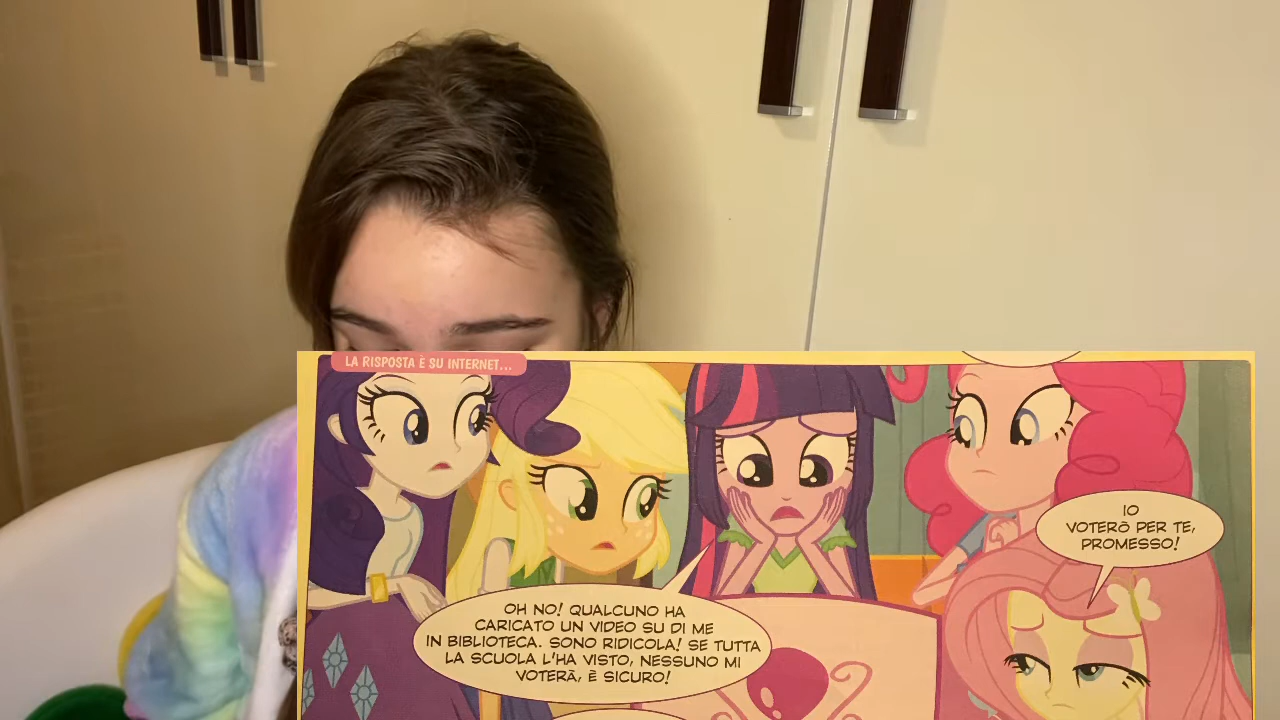 LA RISPOSTA È SU INTERNET...
IO
VOTERÒ PER TE,
PROMESSO!
OH NO! QUALCUNO HA
CARICATO UN VIDEO SU DI ME
IN BIBLIOTECA. SONO RIDICOLA! SE TUTTA
LA SCUOLA L'HA VISTO, NESSUNO MI
VOTERÀ, È SICURO!